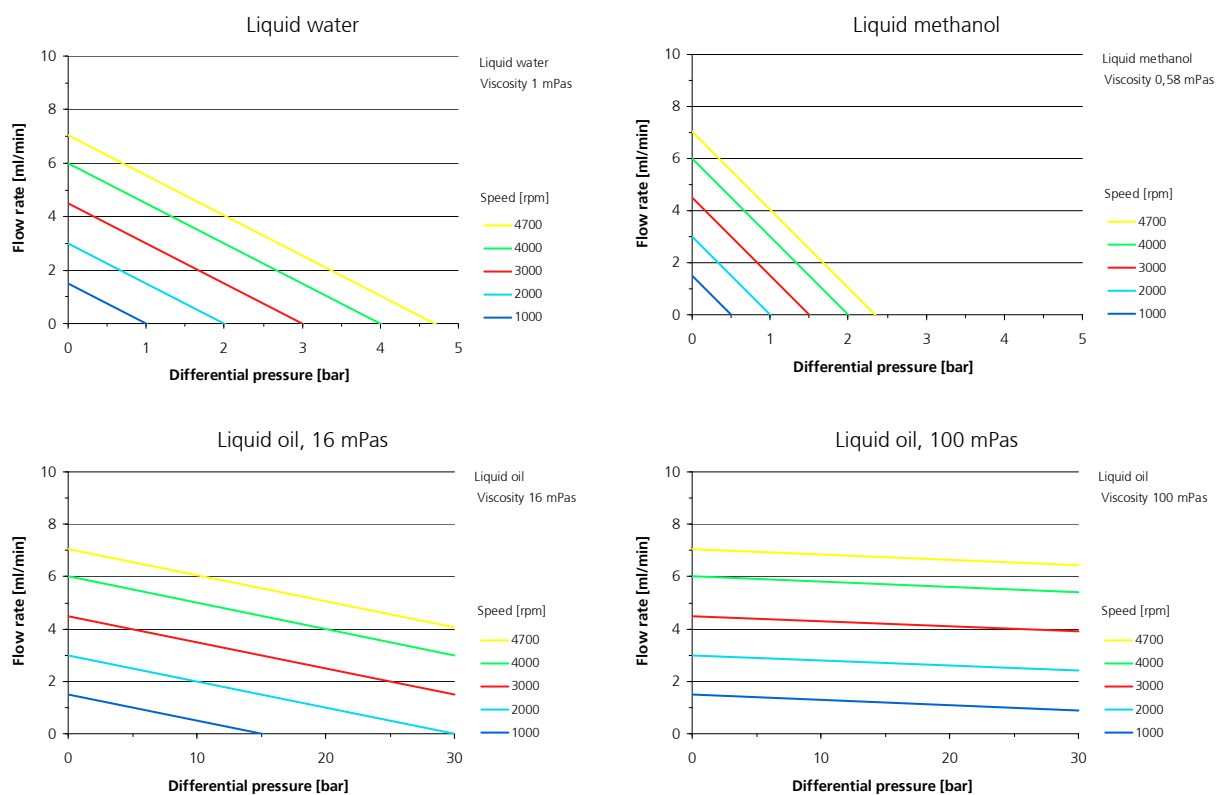 Liquid water
10
8
6
4
2
0
0 1 2 3 4 5
Flow rate [ml/min]
Differential pressure [bar]
Liquid water
Viscosity 1 mPas
Speed [rpm]
4700
4000
3000
2000
1000
Liquid methanol
10
8
6
4
2
0
0 1 2 3 4 5
Flow rate [ml/min]
Differential pressure [bar]
Liquid methanol
Viscosity 0,58 mPas
Speed [rpm]
4700
4000
3000
2000
1000
Liquid oil, 16 mPas
10
8
6
4
2
0
0 10 20 30
Flow rate [ml/min]
Differential pressure [bar]
Liquid oil
Viscosity 16 mPas
Speed [rpm]
4700
4000
3000
2000
1000
Liquid oil, 100 mPas
10
8
6
4
2
0
0 10 20 30
Flow rate [ml/min]
Differential pressure [bar]
Liquid oil
Viscosity 100 mPas
Speed [rpm]
4700
4000
3000
2000
1000